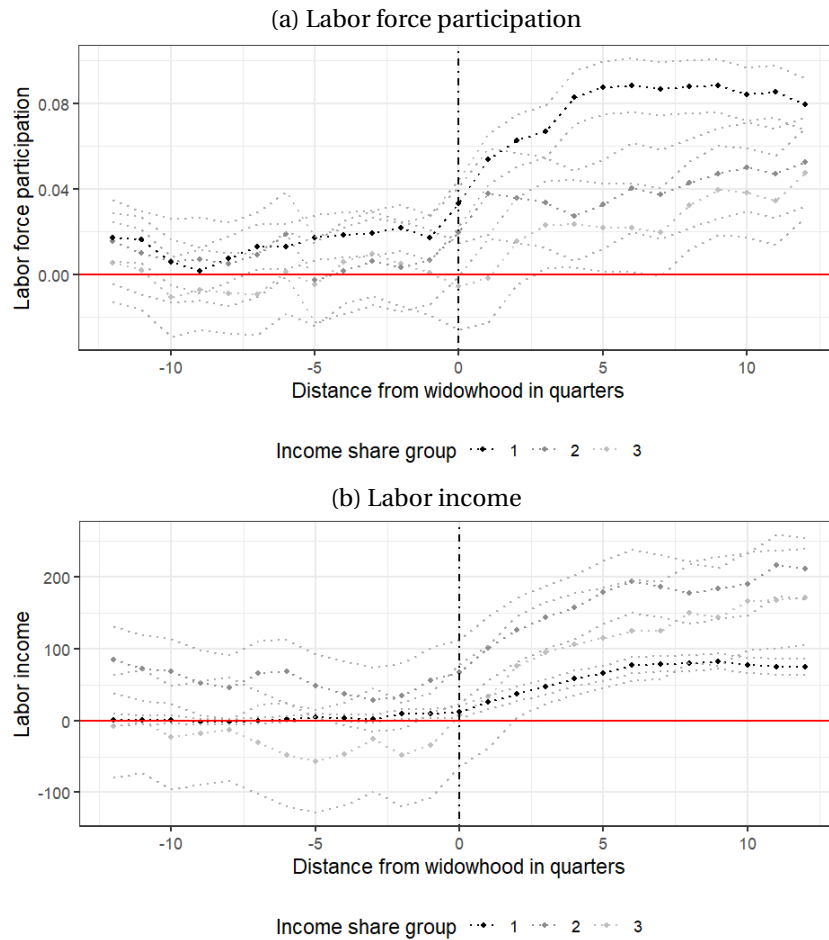 (a) Labor force participation
Labor force participation
0.08
0.04
0.00
-10 -5 0 5 10
Distance from widowhood in quarters
Income share group 1 2 3
(b) Labor income
Labor income
200
100
0
-100
-10 -5 0 5 10
Distance from widowhood in quarters
Income share group 1 2 3